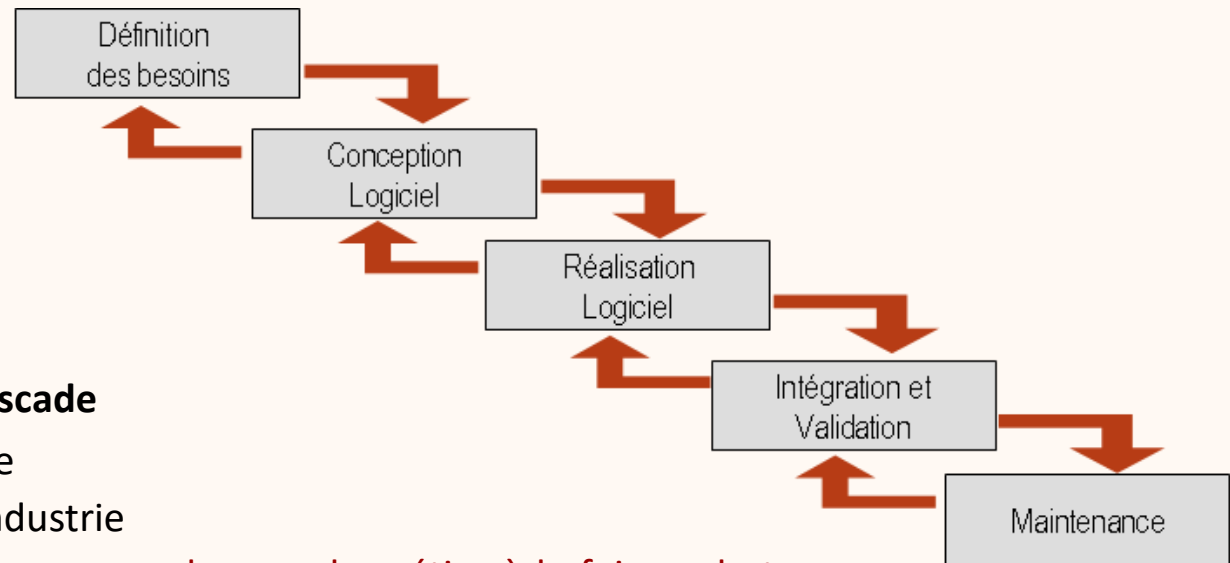 Définition
des besoins
Conception
Logiciel
Réalisation
Logiciel
Intégration et
Validation
Maintenance
scade
e
ndustrie